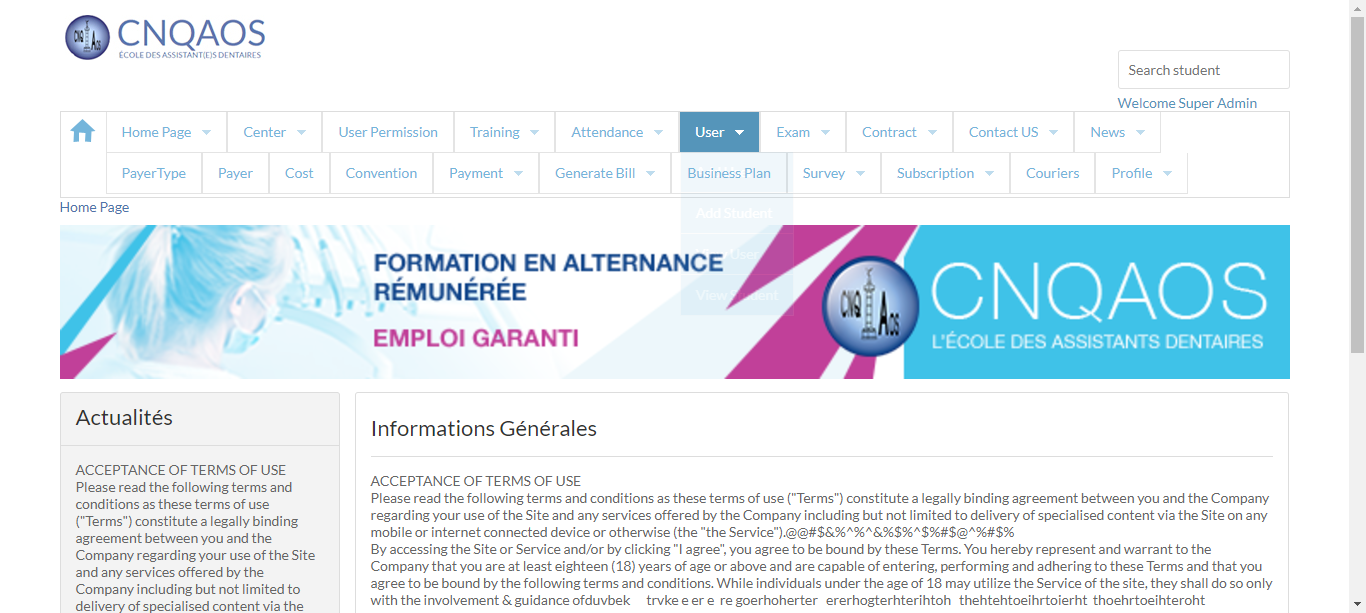 CNQAOS
ÉCOLE DES ASSISTANT(E)S DENTAIRES
Search student
Welcome Super Admin
Home Page Center User Permission Training Attendance User Exam Contract Contact US News
PayerType Payer Cost Convention Payment Generate Bill Business Plan Survey Subscription Couriers Profile
Home Page
Add Student
User
View Student
FORMATION EN ALTERNANCE
RÉMUNÉRÉE
EMPLOI GARANTI
CNQ AOS
CNQAOS
L'ÉCOLE DES ASSISTANTS DENTAIRES
Actualités
ACCEPTANCE OF TERMS OF USE
Please read the following terms and
conditions as these terms of use
("Terms") constitute a legally binding
agreement between you and the
Company regarding your use of the Site
and any services offered by the
Company including but not limited to
delivery of specialised content via the
Informations Générales
ACCEPTANCE OF TERMS OF USE
Please read the following terms and conditions as these terms of use ("Terms") constitute a legally binding agreement between you and the Company
regarding your use of the Site and any services offered by the Company including but not limited to delivery of specialised content via the Site on any
mobile or internet connected device or otherwise (the "the Service").@@#$&%^%^&%$%^$%#$@^%#$%
By accessing the Site or Service and/or by clicking "I agree", you agree to be bound by these Terms. You hereby represent and warrant to the
Company that you are at least eighteen (18) years of age or above and are capable of entering, performing and adhering to these Terms and that you
agree to be bound by the following terms and conditions. While individuals under the age of 18 may utilize the Service of the site, they shall do so only
with the involvement & guidance ofduvbek trvke e er e re goerhoherter ererhogterhterihtoh thehtehtoeihrtoierht thoehrtoeihteroht